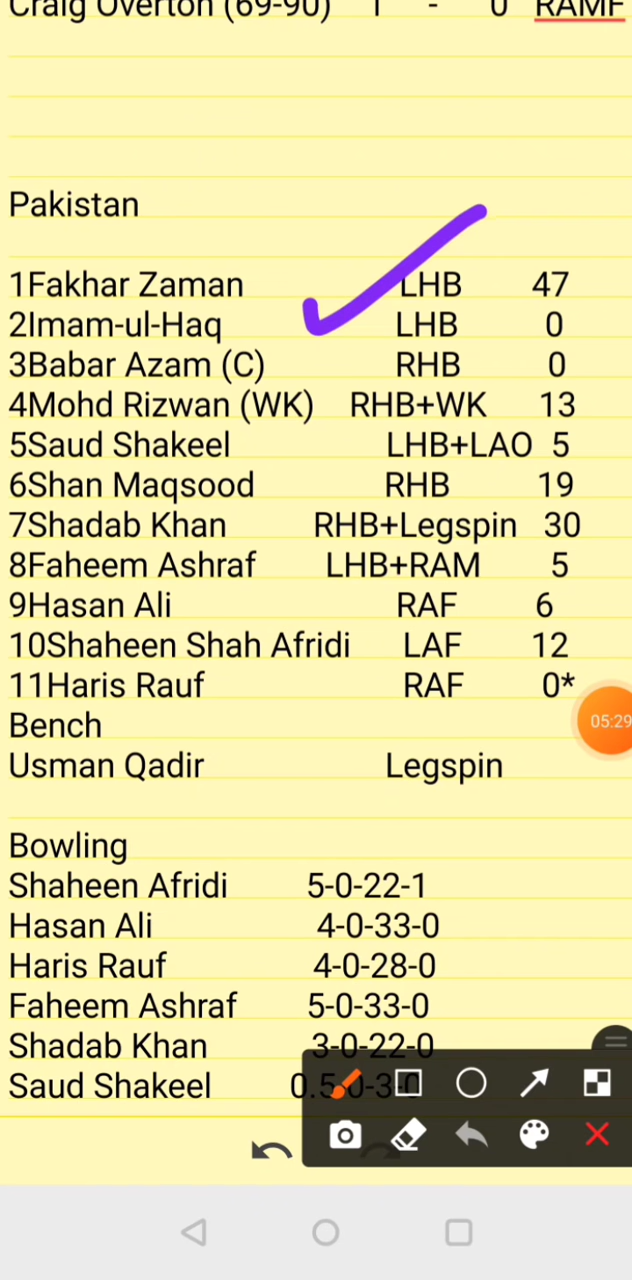 Craig Overton (69-90) 1 - 0 RAMF
Pakistan
1Fakhar Zaman LHB 47
2Imam-ul-Haq LHB 0
3Babar Azam (C) RHB 0
4Mohd Rizwan (WK) RHB+WK 13
5Saud Shakeel LHB+LAO 5
6Shan Maqsood RHB 19
7Shadab Khan RHB+Legspin 30
8Faheem Ashraf LHB+RAM 5
9Hasan Ali RAF 6
10Shaheen Shah Afridi LAF 12
11Haris Rauf RAF 0*
05:29
Bench
Usman Qadir Legspin
Bowling
Shaheen Afridi 5-0-22-1
Hasan Ali 4-0-33-0
Haris Rauf 4-0-28-0
Faheem Ashraf 5-0-33-0
Shadab Khan 3-0-22-0
Saud Shakeel 0.5-0-3-0